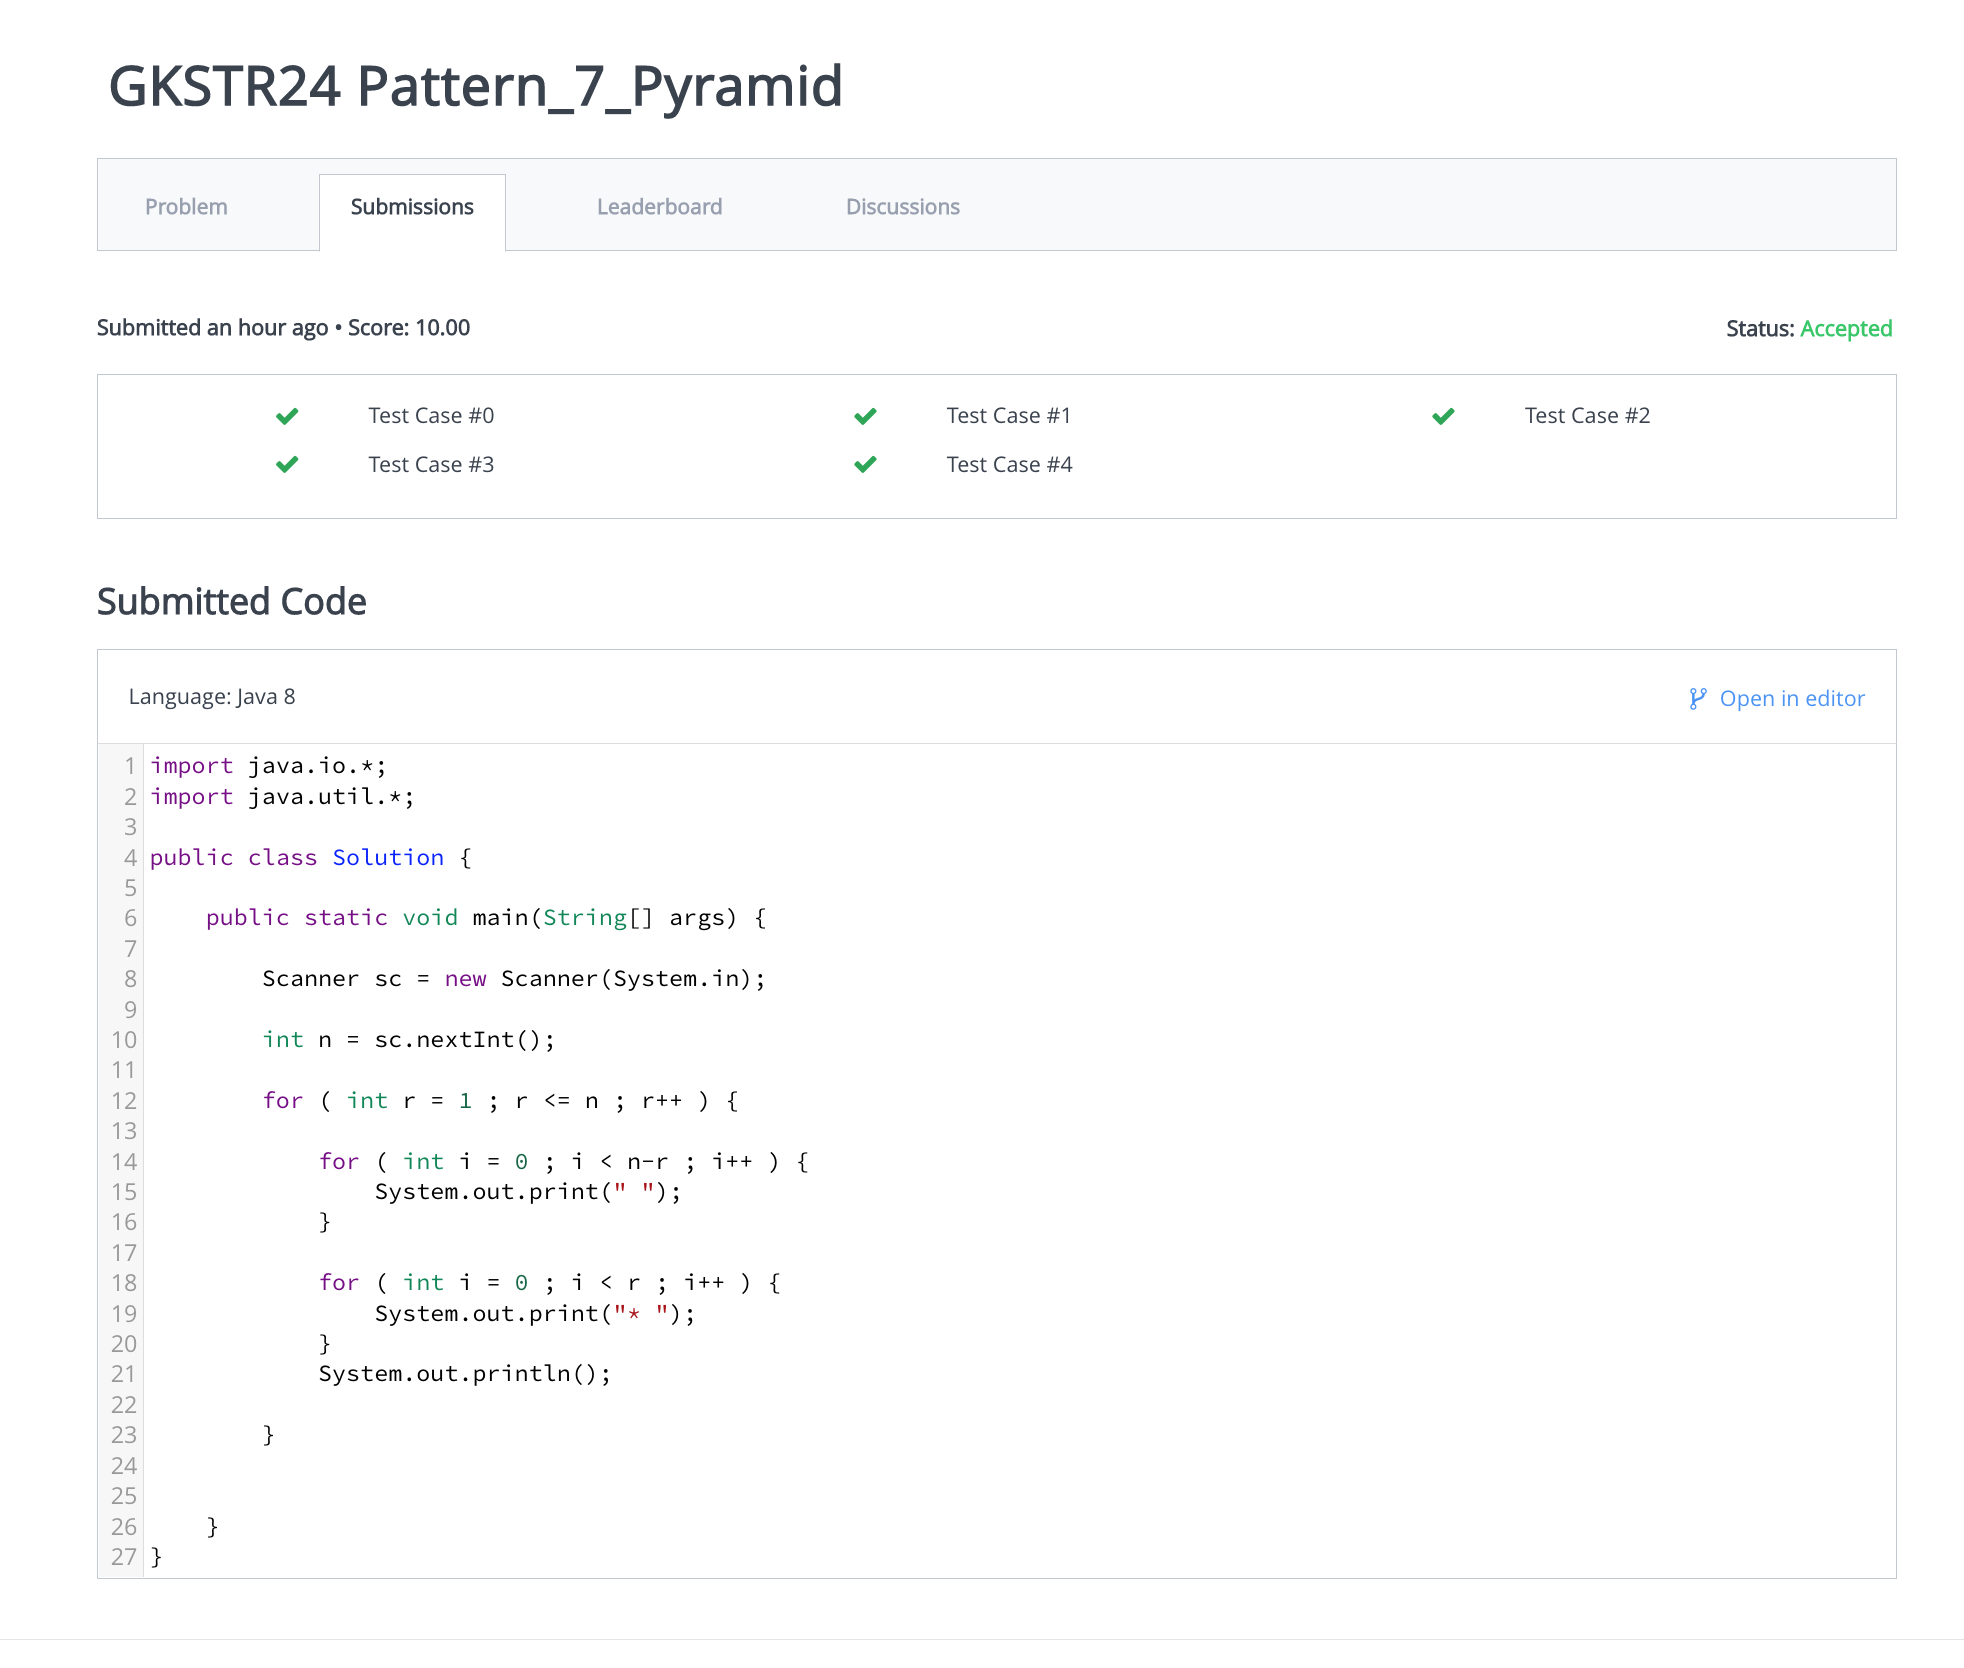 GKSTR24 Pattern_7_Pyramid
Problem Submissions Leaderboard Discussions
Submitted an hour ago • Score: 10.00 Status: Accepted
Test Case #0 Test Case #1 Test Case #2
Test Case #3 Test Case #4
Submitted Code
Language: Java 8 Open in editor
1 import java.io.*;
2 import java.util.*;
3
4 public class Solution {
5
6     public static void main(String[] args) {
7
8         Scanner sc = new Scanner(System.in);
9
10         int n = sc.nextInt();
11
12         for ( int r = 1 ; r <= n ; r++ ) {
13
14             for ( int i = 0 ; i < n-r ; i++ ) {
15                 System.out.print(" ");
16             }
17
18             for ( int i = 0 ; i < r ; i++ ) {
19                 System.out.print("* ");
20             }
21             System.out.println();
22
23         }
24
25
26     }
27 }